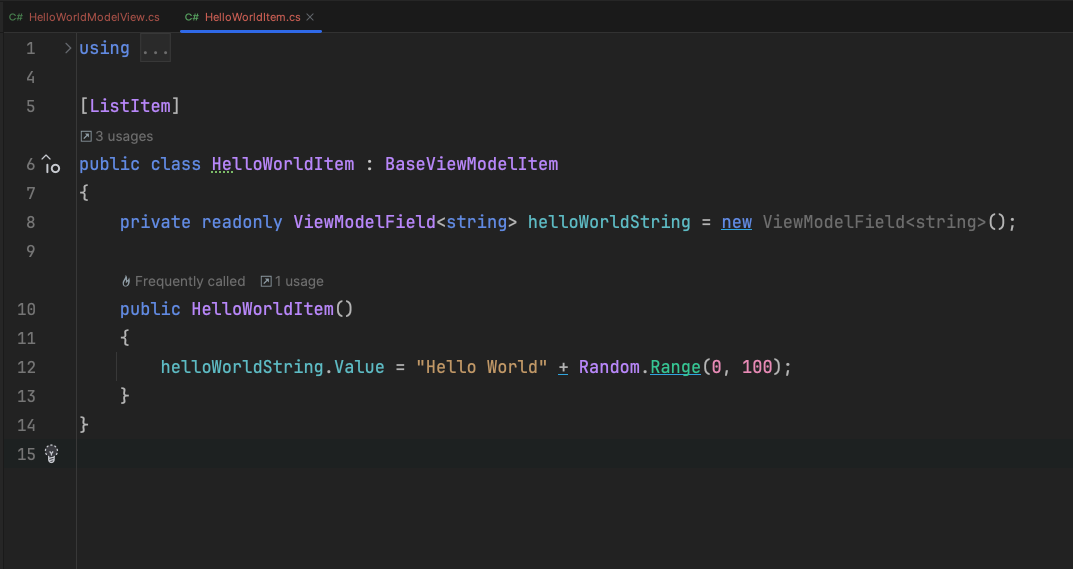 C# HelloWorldModelView.cs C# HelloWorldItem.cs
1 using ...
4
5 [ListItem]
3 usages
6 public class HelloWorldItem : BaseViewModelItem
7 {
8 private readonly ViewModelField<string> helloWorldString = new ViewModelField<string>();
9
Frequently called 1 usage
10 public HelloWorldItem()
11 {
12 helloWorldString.Value = "Hello World" + Random.Range(0, 100);
13 }
14 }
15